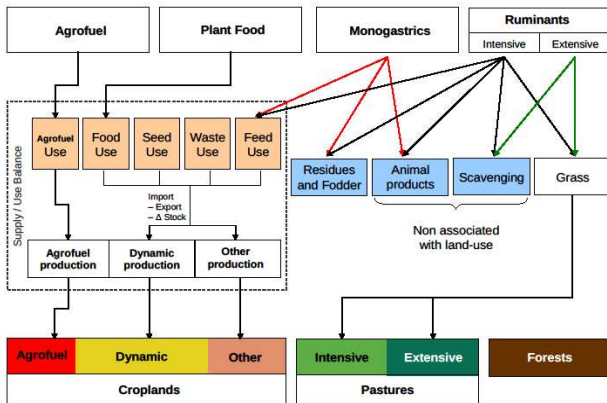 Agrofuel
Plant Food
Monogastrics
Ruminants
Intensive
Extensive
Supply / Use Balance
Agrofuel
Use
Food
Use
Seed
Use
Waste
Use
Feed
Use
Residues
and Fodder
Animal
products
Scavenging
Grass
Import
– Export
– Δ Stock
Non associated
with land-use
Agrofuel
production
Dynamic
production
Other
production
Agrofuel
Dynamic
Other
Croplands
Intensive
Extensive
Pastures
Forests